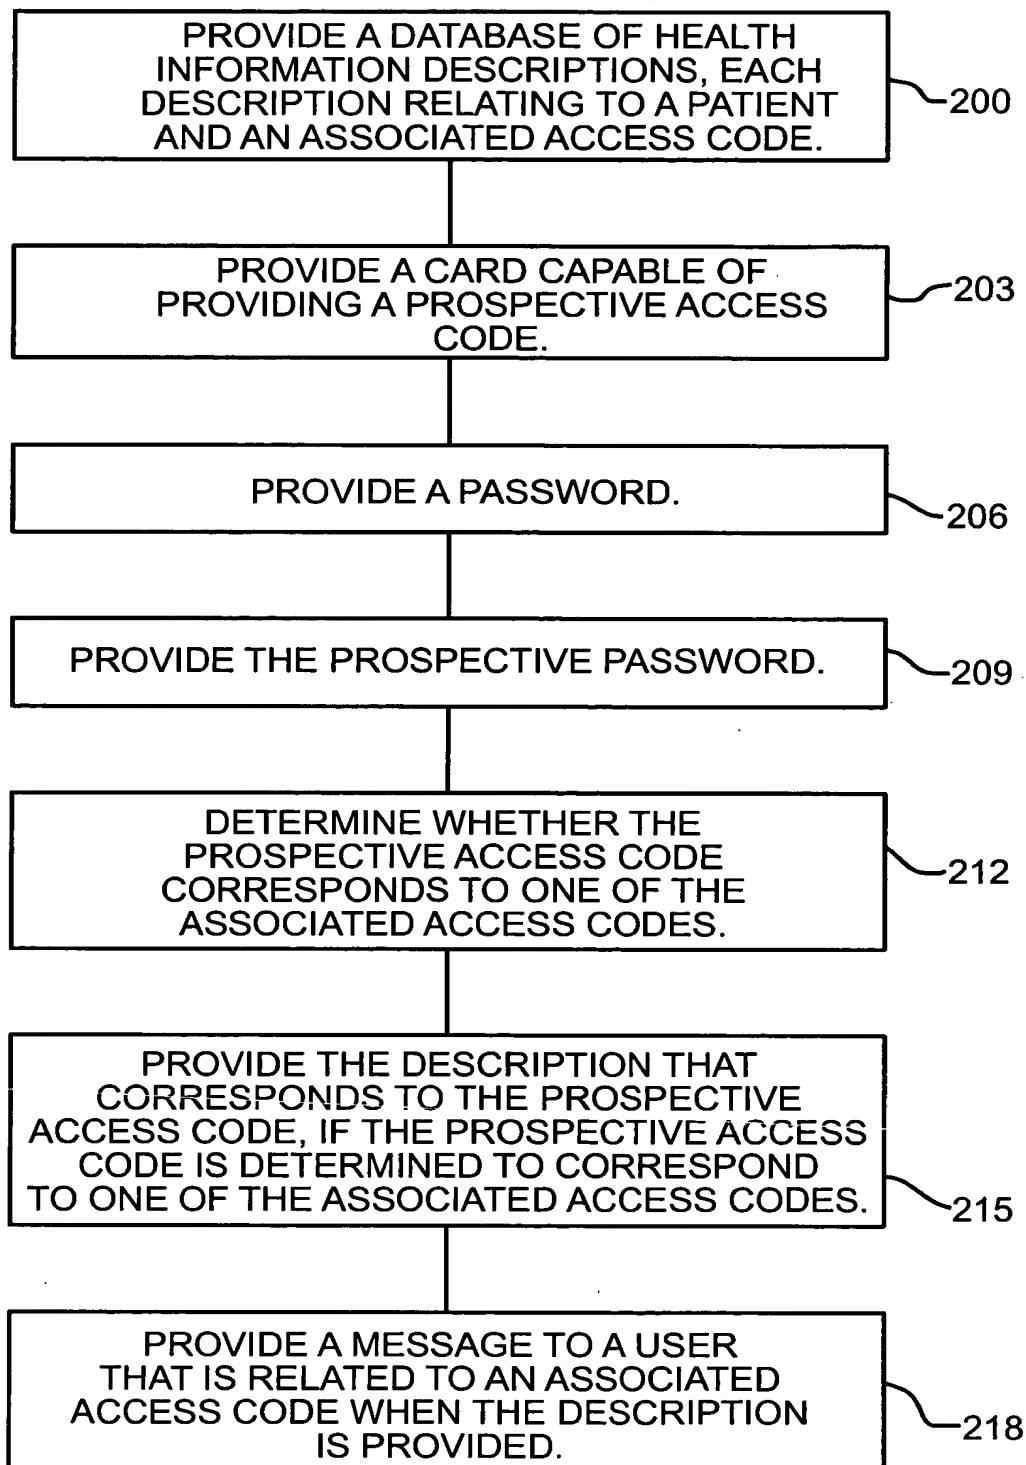 PROVIDE A DATABASE OF HEALTH
INFORMATION DESCRIPTIONS, EACH
DESCRIPTION RELATING TO A PATIENT
AND AN ASSOCIATED ACCESS CODE.
200
PROVIDE A CARD CAPABLE OF
PROVIDING A PROSPECTIVE ACCESS
CODE.
203
PROVIDE A PASSWORD.
206
PROVIDE THE PROSPECTIVE PASSWORD.
209
DETERMINE WHETHER THE
PROSPECTIVE ACCESS CODE
CORRESPONDS TO ONE OF THE
ASSOCIATED ACCESS CODES.
212
PROVIDE THE DESCRIPTION THAT
CORRESPONDS TO THE PROSPECTIVE
ACCESS CODE, IF THE PROSPECTIVE ACCESS
CODE IS DETERMINED TO CORRESPOND
TO ONE OF THE ASSOCIATED ACCESS CODES.
215
PROVIDE A MESSAGE TO A USER
THAT IS RELATED TO AN ASSOCIATED
ACCESS CODE WHEN THE DESCRIPTION
IS PROVIDED.
218